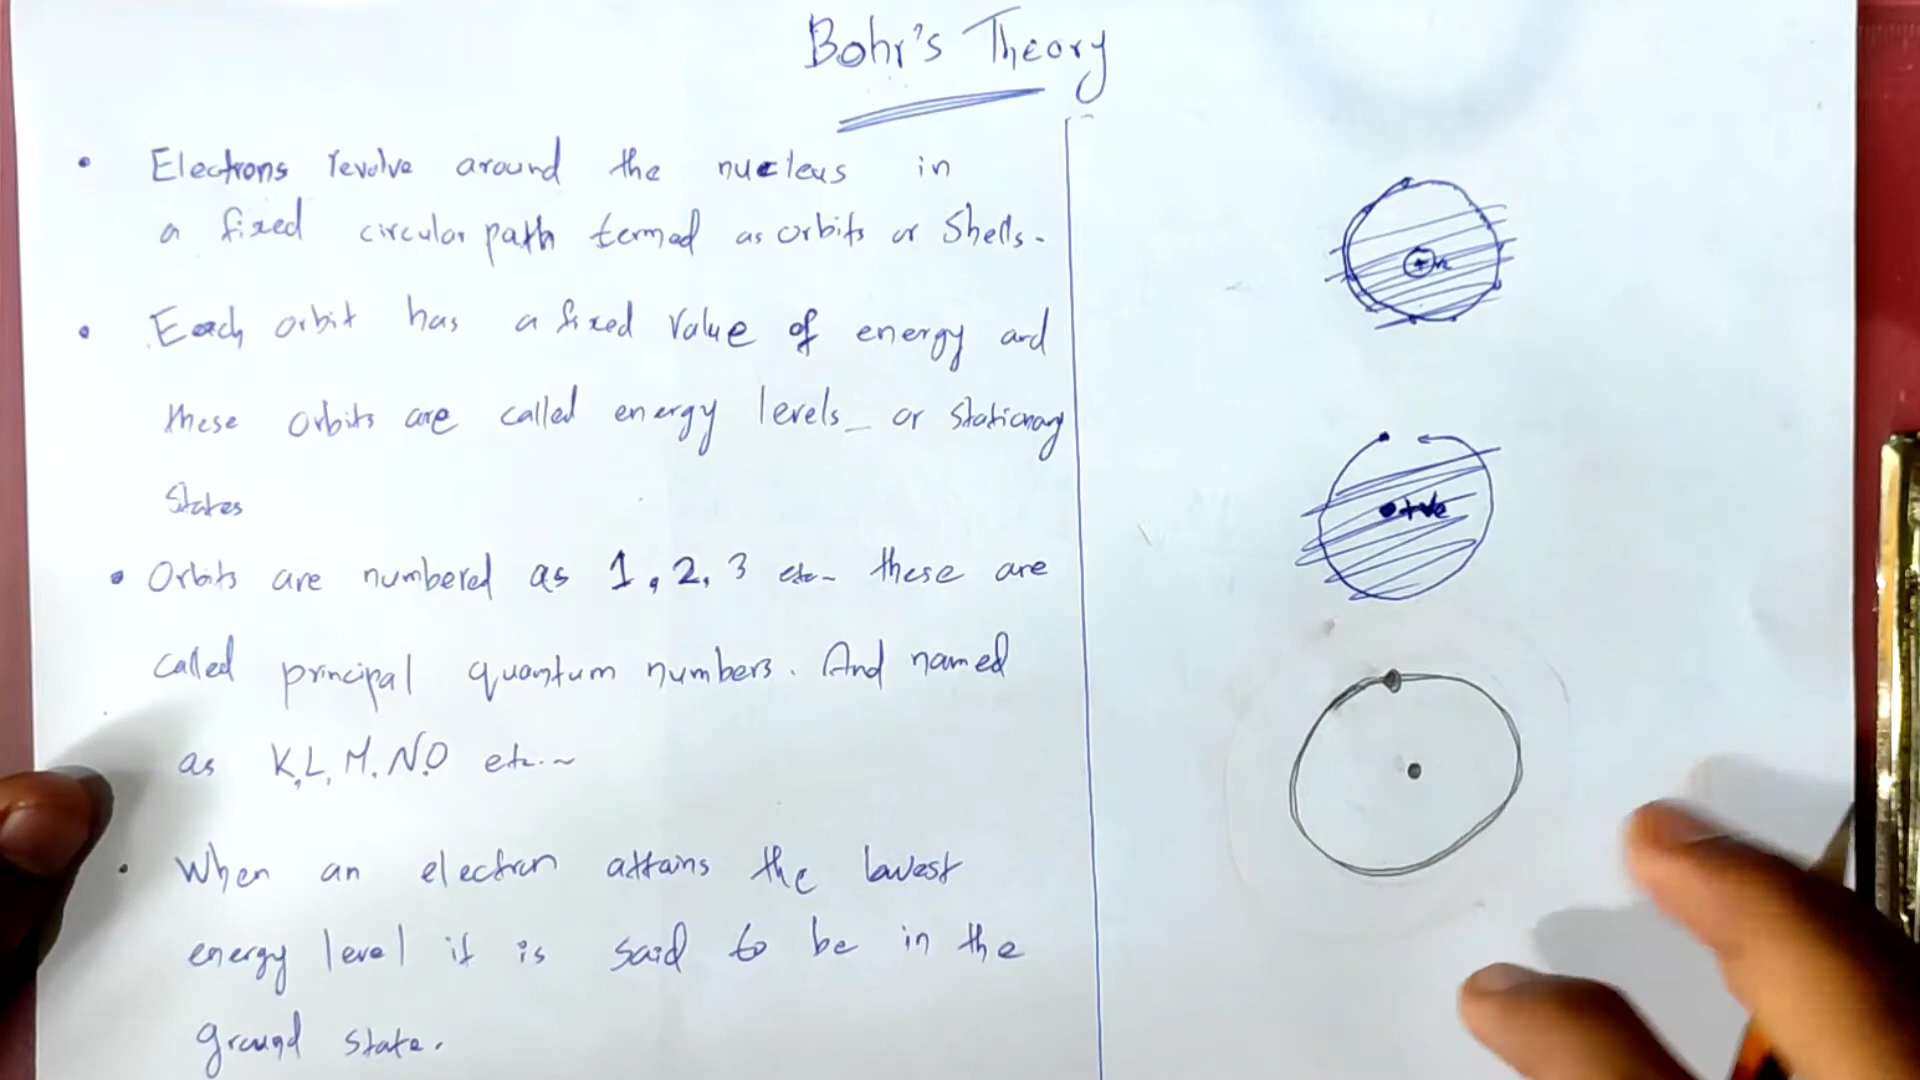 Bohr's Theory
• Electrons revolve around the nucleus in
a fixed circular path termed as orbits or Shells.
• Each orbit has a fixed value of energy and
these orbits are called energy levels or stationary
states
• Orbits are numbered as 1, 2, 3 etc. these are
called principal quantum numbers. And named
as K, L, M, N, O etc...
• When an electron attains the lowest
energy level it is said to be in the
ground state.
+ve